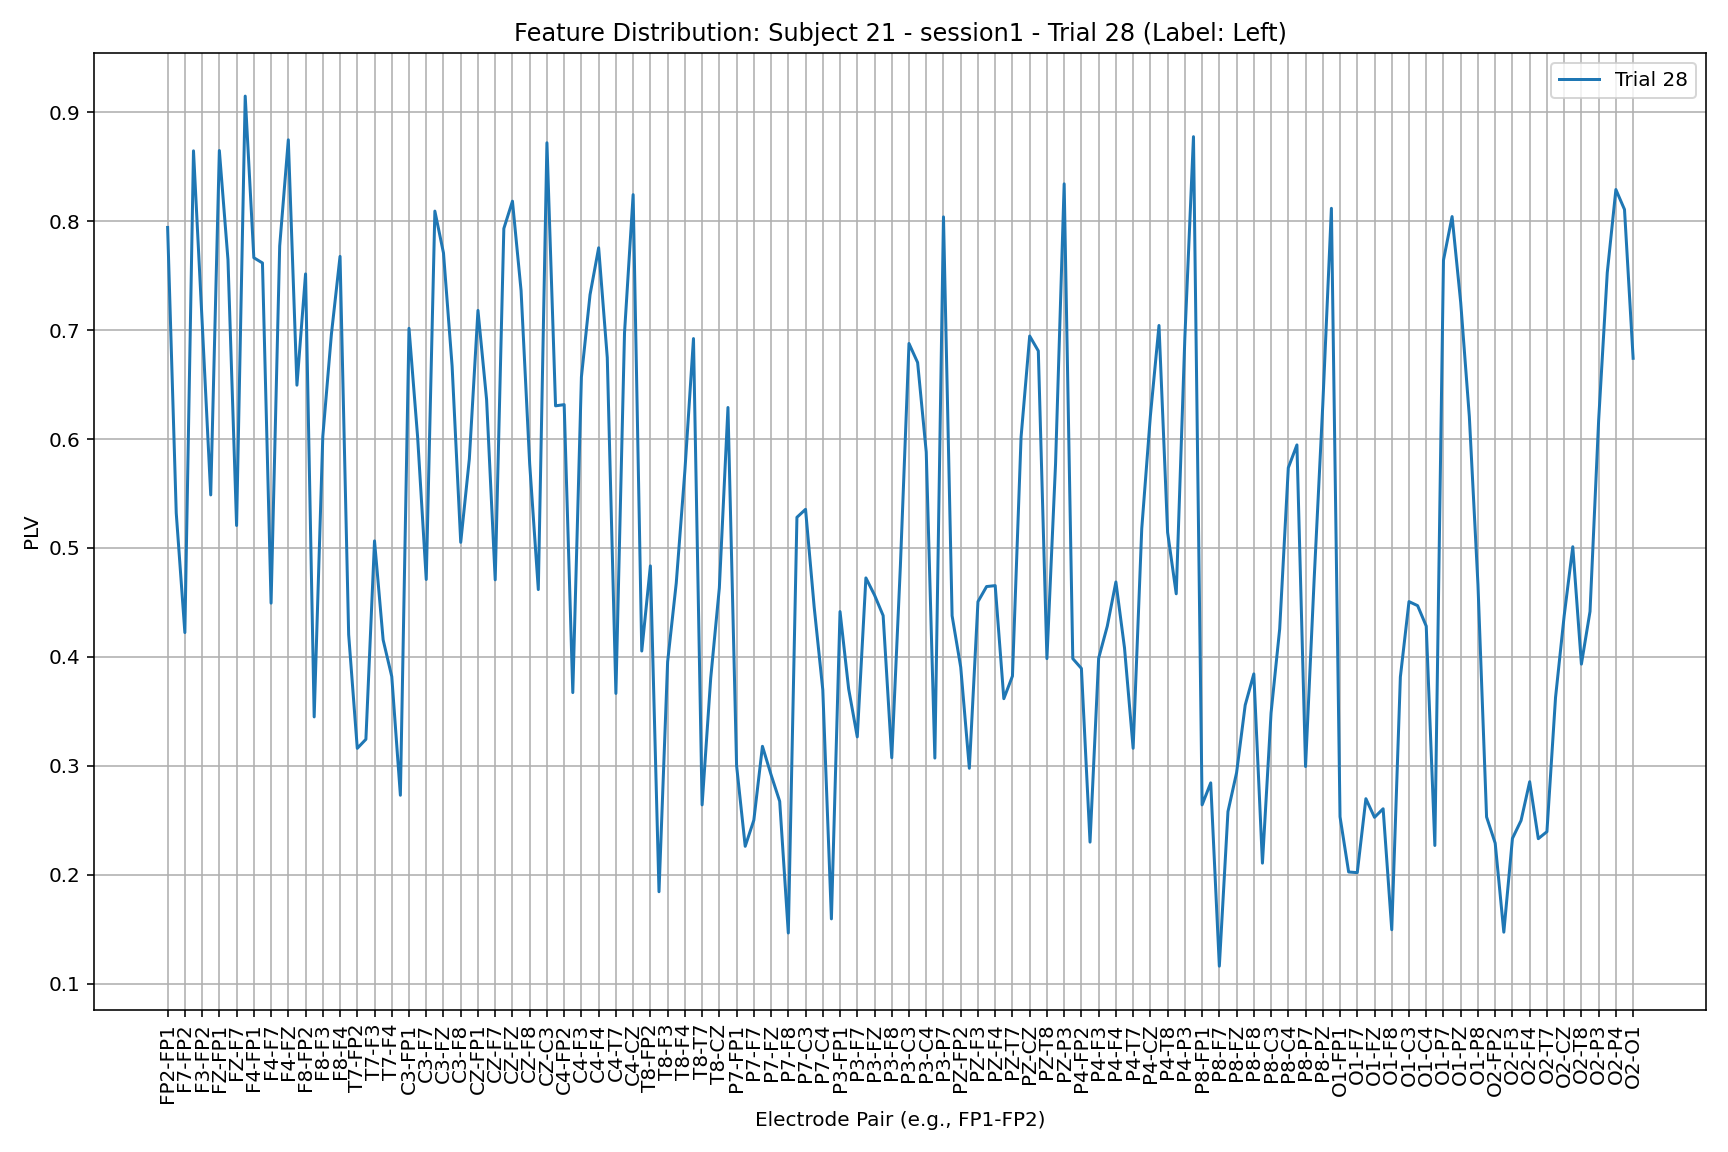 Feature Distribution: Subject 21 - session1 - Trial 28 (Label: Left)
Trial 28
PLV
0.9
0.8
0.7
0.6
0.5
0.4
0.3
0.2
0.1
FP2-FP1
F7-FP2
F3-FP2
FZ-FP1
FZ-F7
F4-FP1
F4-F7
F4-FZ
F8-FP2
F8-F3
F8-F4
T7-FP2
T7-F3
T7-F4
C3-FP1
C3-F7
C3-FZ
C3-F8
CZ-FP1
CZ-F7
CZ-FZ
CZ-F8
CZ-C3
C4-FP2
C4-F3
C4-F4
C4-T7
C4-CZ
T8-FP2
T8-F3
T8-F4
T8-T7
T8-CZ
P7-FP1
P7-F7
P7-FZ
P7-F8
P7-C3
P7-C4
P3-FP1
P3-F7
P3-FZ
P3-F8
P3-C3
P3-C4
P3-P7
PZ-FP2
PZ-F3
PZ-F4
PZ-T7
PZ-CZ
PZ-T8
PZ-P3
P4-FP2
P4-F3
P4-F4
P4-T7
P4-CZ
P4-T8
P4-P3
P8-FP1
P8-F7
P8-FZ
P8-F8
P8-C3
P8-C4
P8-P7
P8-PZ
O1-FP1
O1-F7
O1-FZ
O1-F8
O1-C3
O1-C4
O1-P7
O1-PZ
O1-P8
O2-FP2
O2-F3
O2-F4
O2-T7
O2-CZ
O2-T8
O2-P3
O2-P4
O2-O1
Electrode Pair (e.g., FP1-FP2)